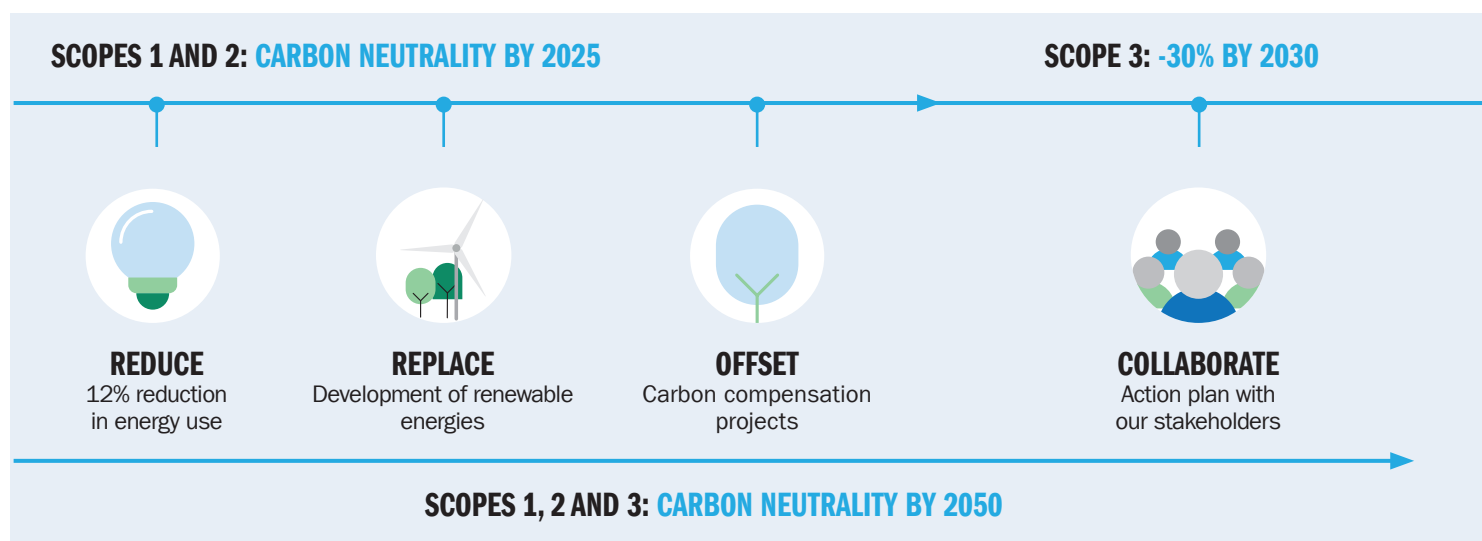 SCOPES 1 AND 2: CARBON NEUTRALITY BY 2025
SCOPE 3: -30% BY 2030
REDUCE
12% reduction
in energy use
REPLACE
Development of renewable
energies
OFFSET
Carbon compensation
projects
COLLABORATE
Action plan with
our stakeholders
SCOPES 1, 2 AND 3: CARBON NEUTRALITY BY 2050